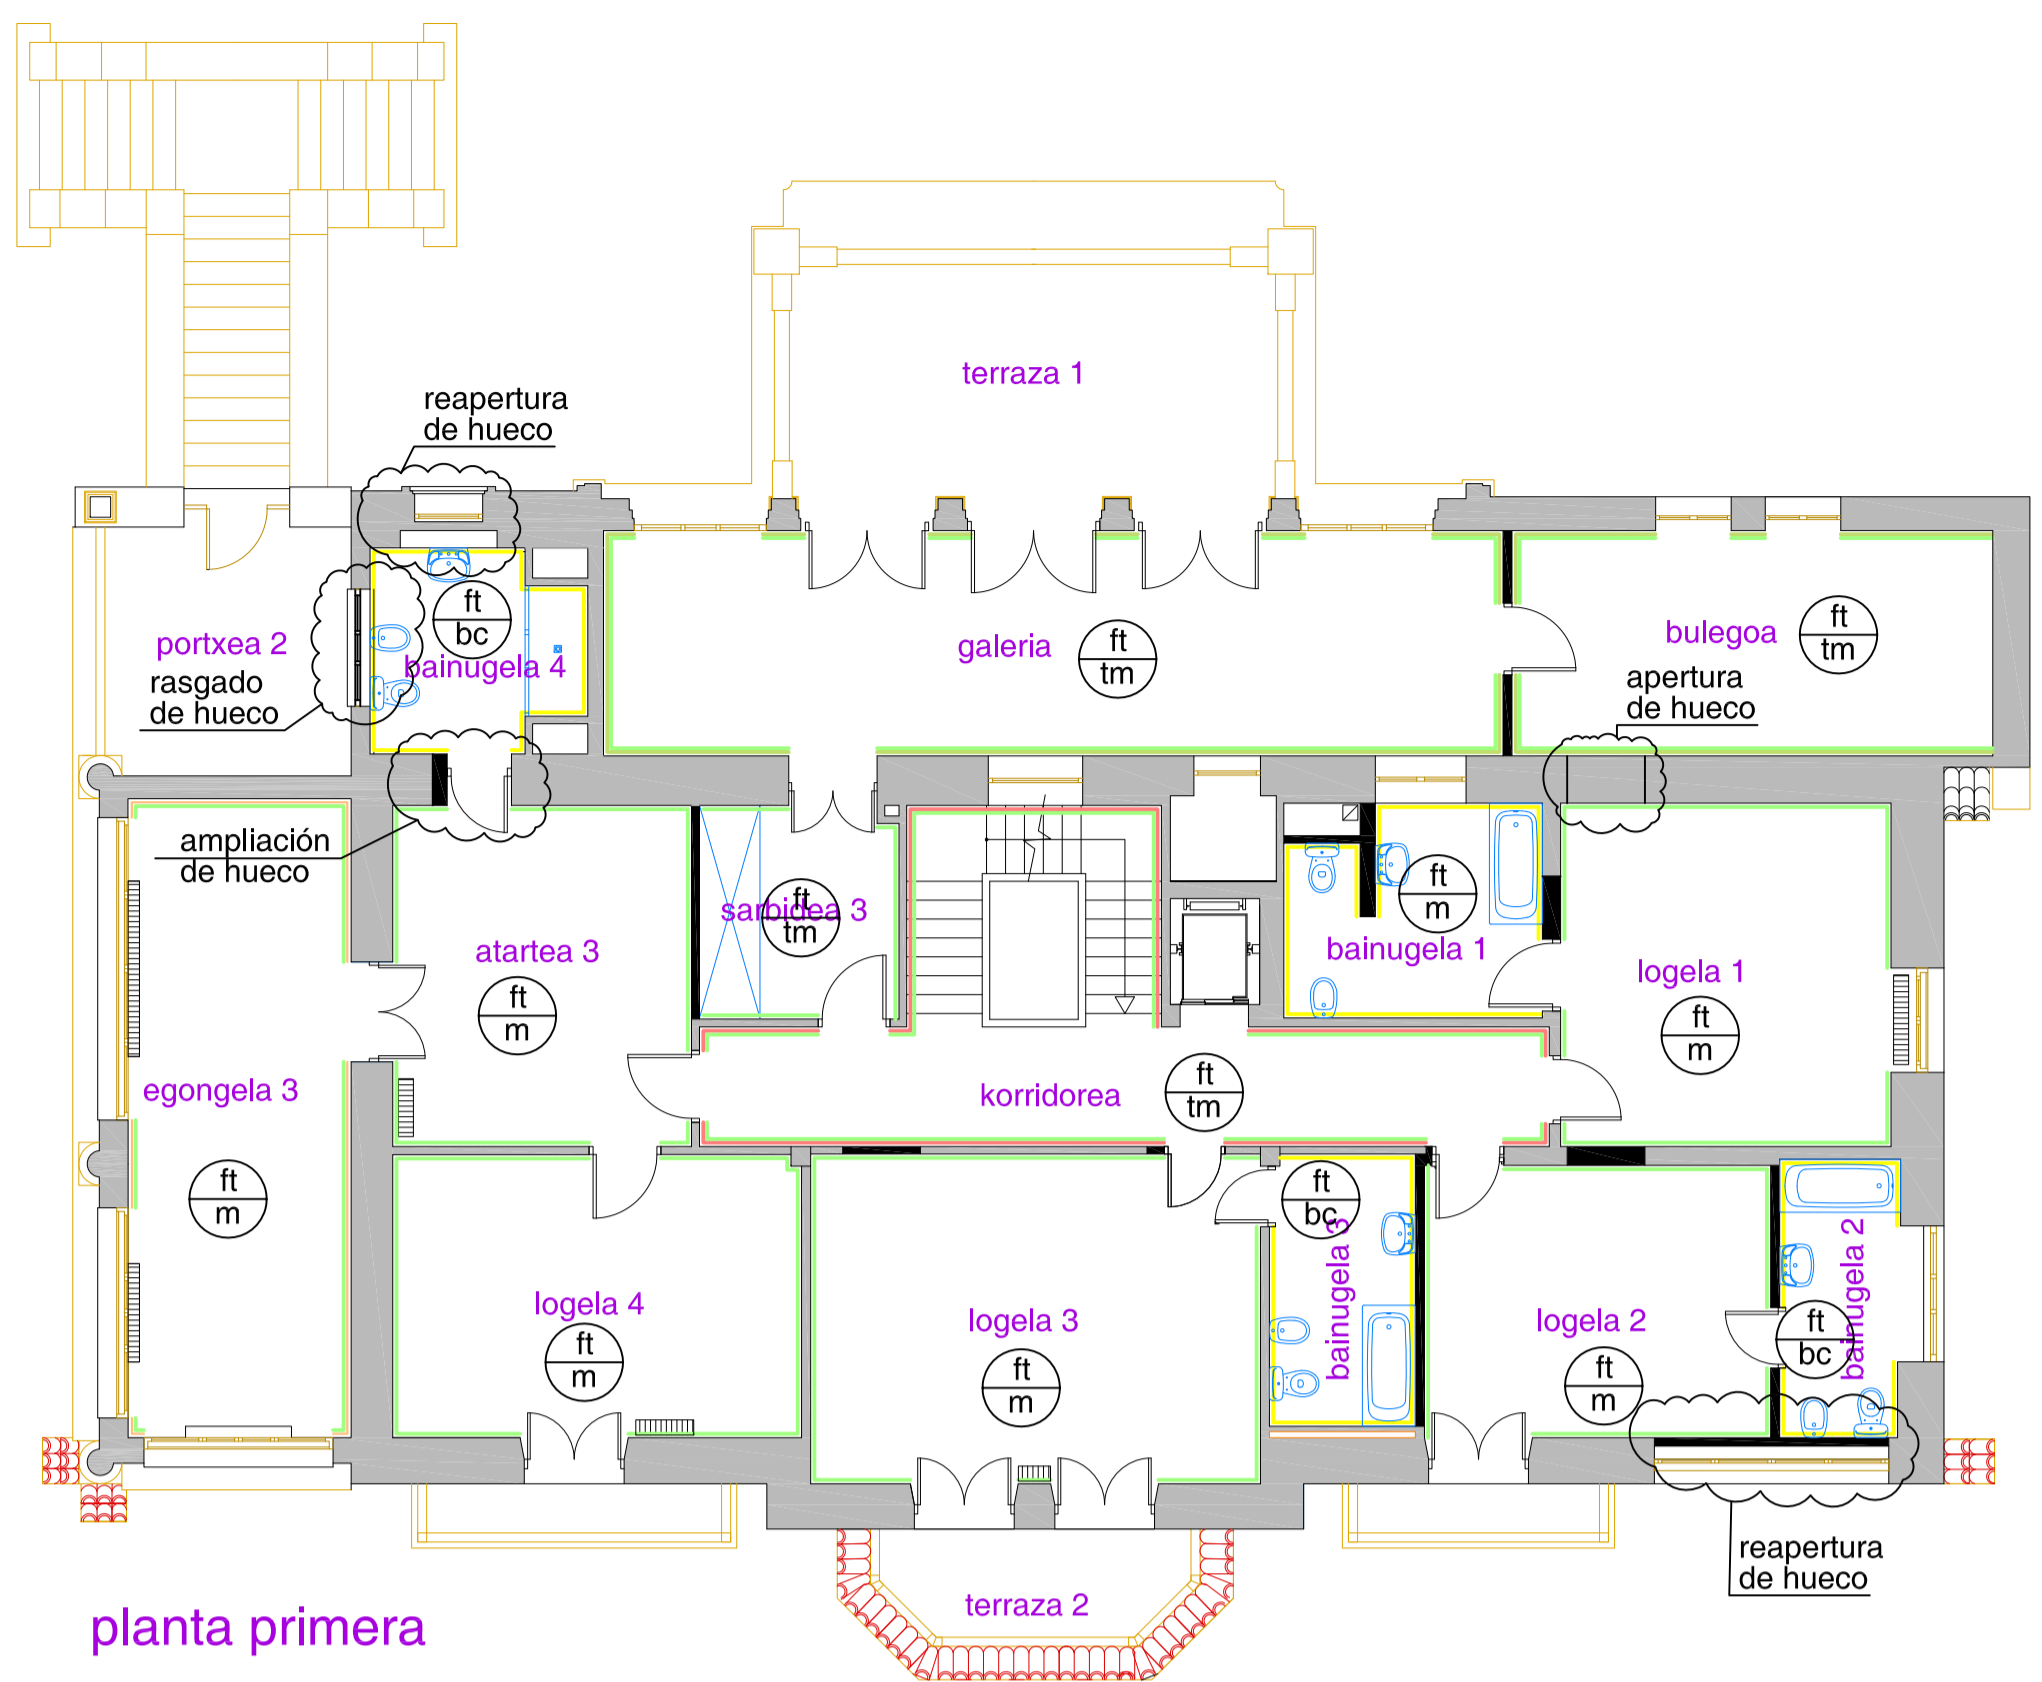 terraza 1
reapertura
de hueco
ft
bc
bainugela 4
portxea 2
rasgado
de hueco
galeria
ft
tm
bulegoa
ft
tm
apertura
de hueco
ampliación
de hueco
sarbidea 3
ft
tm
atartea 3
ft
m
ft
m
bainugela 1
logela 1
ft
m
egongela 3
ft
m
korridorea
ft
tm
logela 4
ft
m
logela 3
ft
m
ft
bc
bainugela 3
logela 2
ft
m
ft
bc
bainugela 2
reapertura
de hueco
terraza 2
planta primera